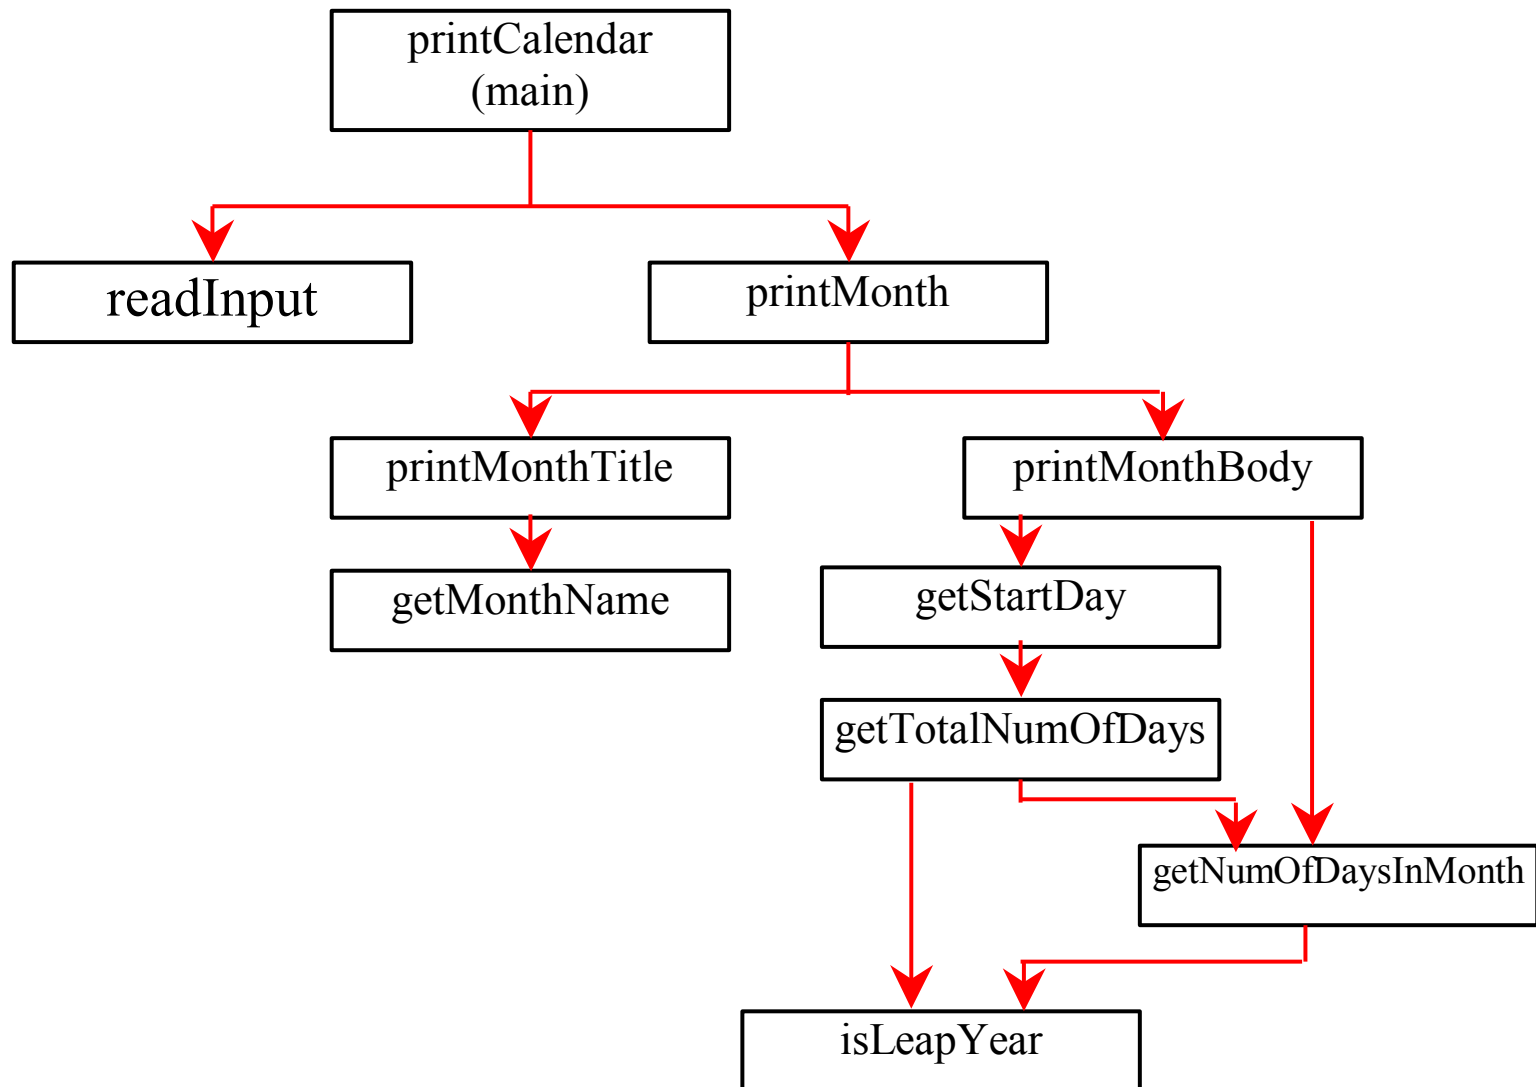 printCalendar
(main)
readInput
printMonth
printMonthTitle
printMonthBody
getMonthName
getStartDay
getTotalNumOfDays
getNumOfDaysInMonth
isLeapYear